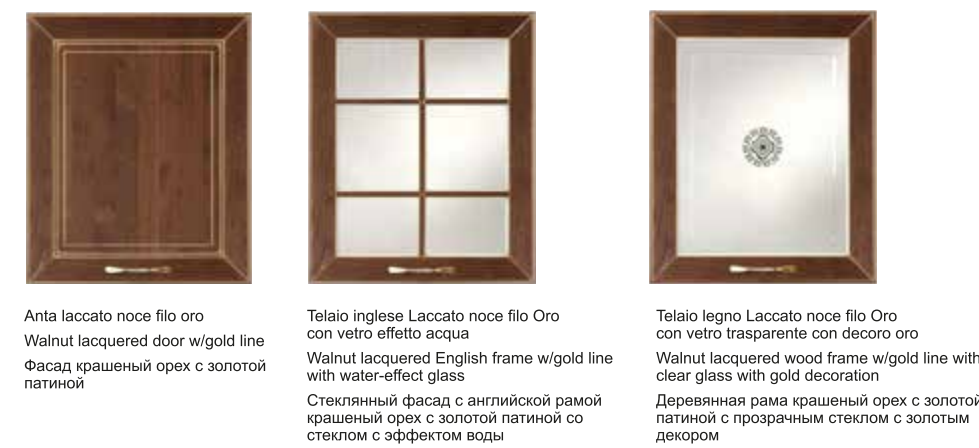 Anta laccato noce filo oro
Walnut lacquered door w/gold line
Фасад крашеный орех с золотой
патиной
Telaio inglese Laccato noce filo Oro
con vetro effetto acqua
Walnut lacquered English frame w/gold line
with water-effect glass
Стеклянный фасад с английской рамой
крашеный орех с золотой патиной со
стеклом с эффектом воды
Telaio legno Laccato noce filo Oro
con vetro trasparente con decoro oro
Walnut lacquered wood frame w/gold line with
clear glass with gold decoration
Деревянная рама крашеный орех с золотой
патиной с прозрачным стеклом с золотым
декором